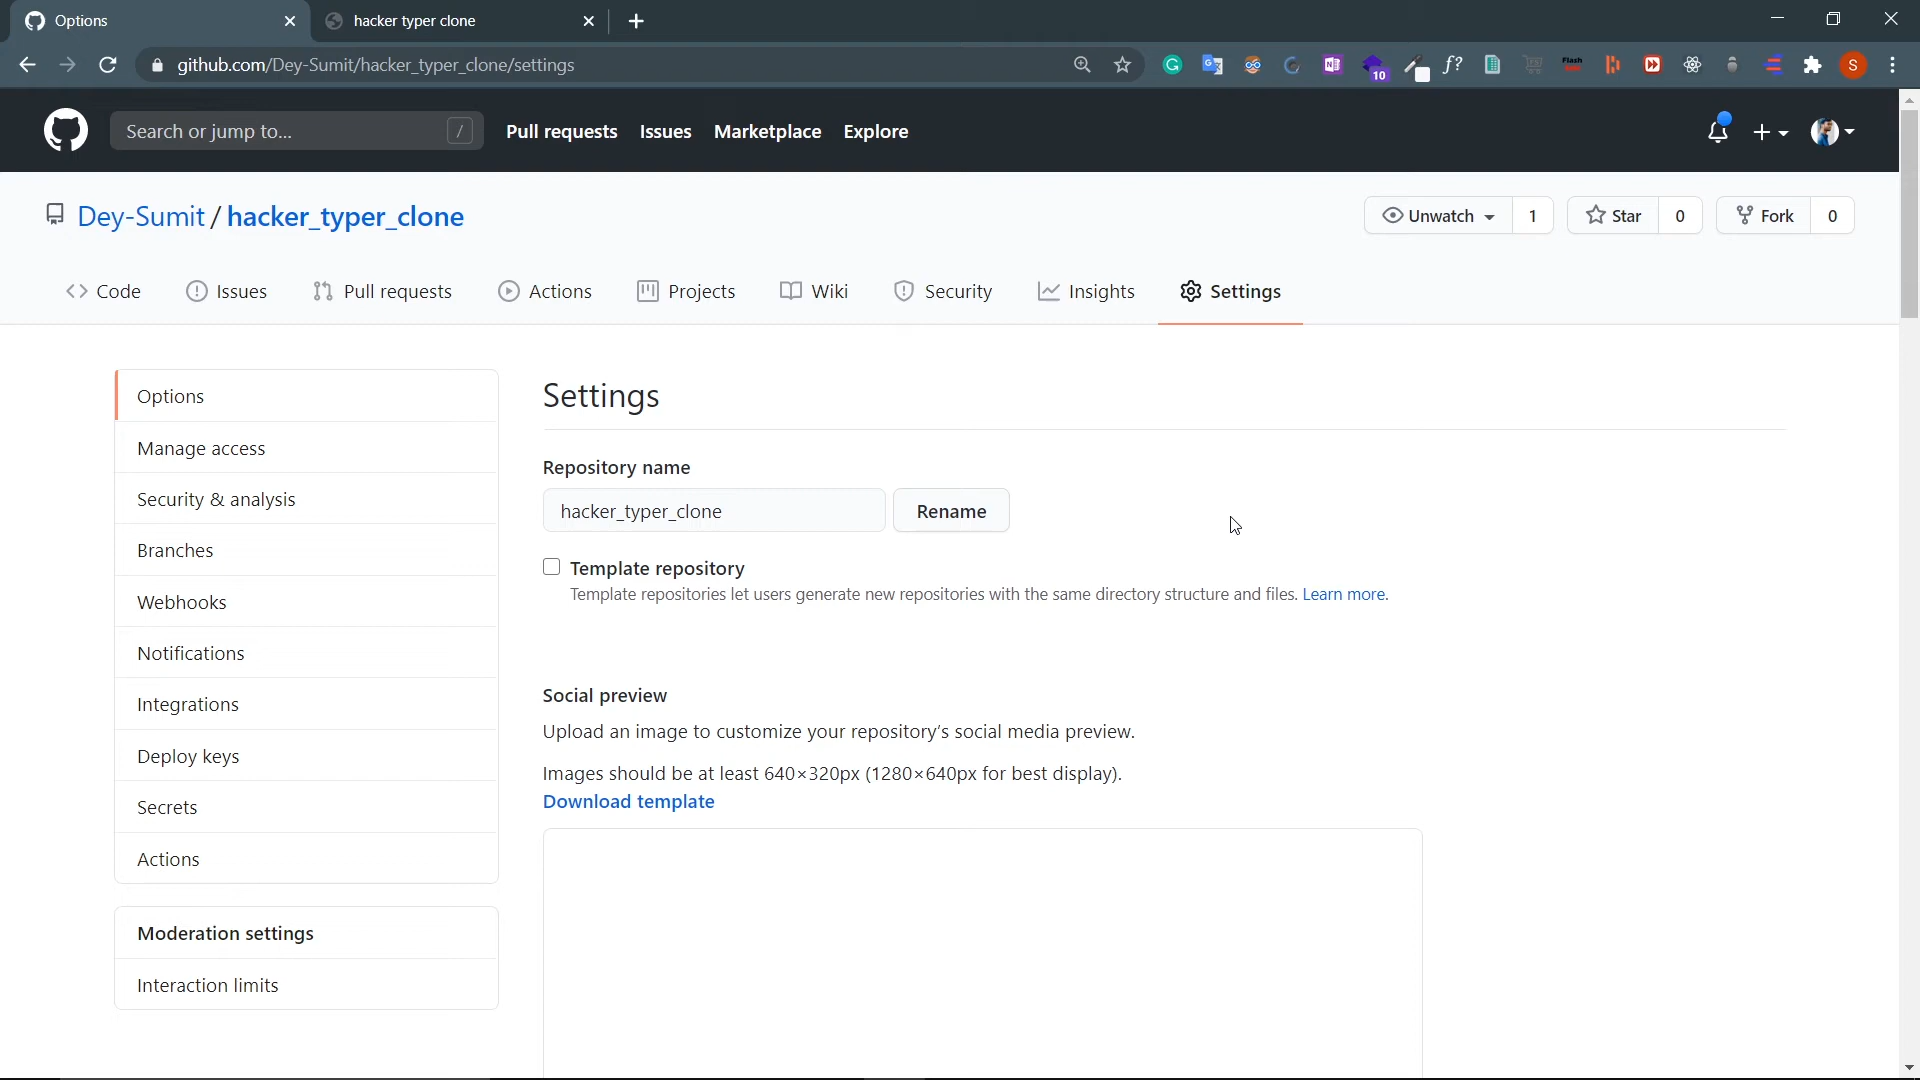 Options
hacker typer clone
github.com/Dey-Sumit/hacker_typer_clone/settings
10
f?
Flash
S
Search or jump to...
/
Pull requests
Issues
Marketplace
Explore
Dey-Sumit / hacker_typer_clone
Unwatch
1
Star
0
Fork
0
Code
Issues
Pull requests
Actions
Projects
Wiki
Security
Insights
Settings
Options
Manage access
Security & analysis
Branches
Webhooks
Notifications
Integrations
Deploy keys
Secrets
Actions
Moderation settings
Interaction limits
Settings
Repository name
hacker_typer_clone
Rename
Template repository
Template repositories let users generate new repositories with the same directory structure and files. Learn more.
Social preview
Upload an image to customize your repository's social media preview.
Images should be at least 640×320px (1280×640px for best display).
Download template